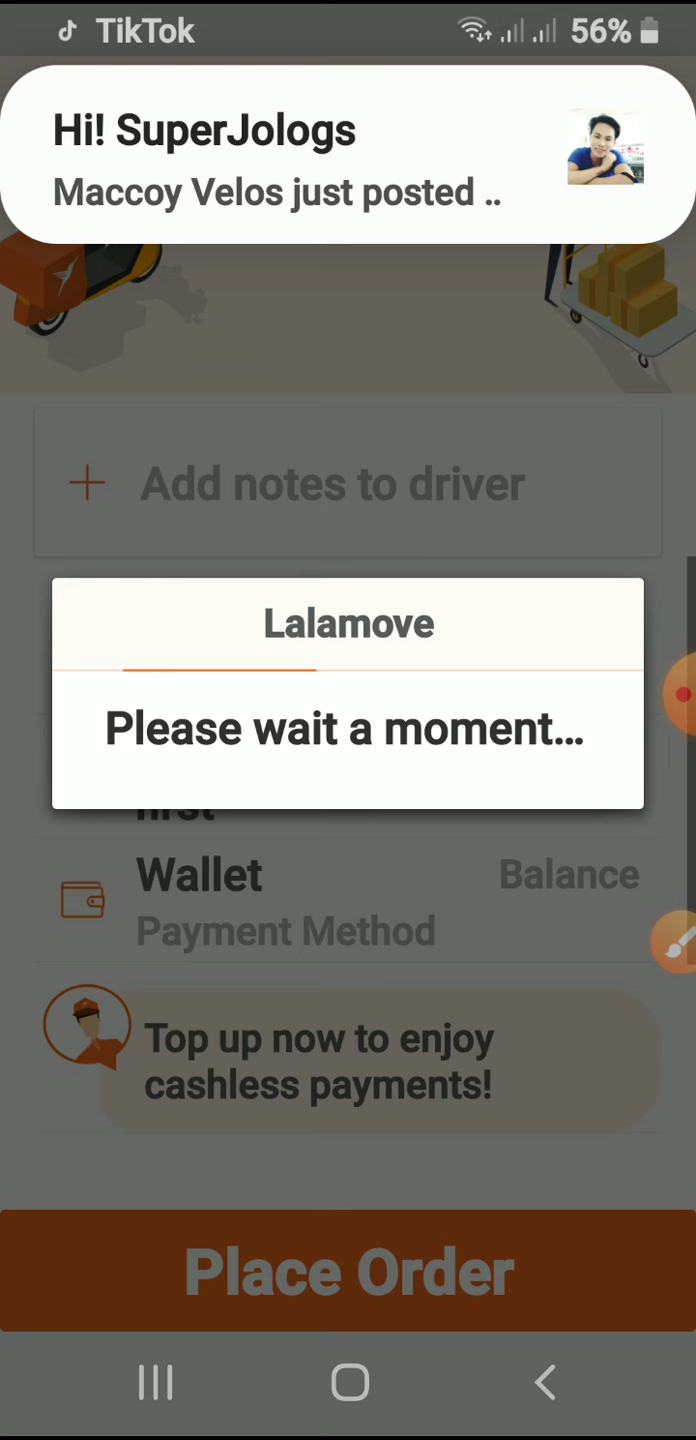 TikTok 56%
Hi! SuperJologs
Maccoy Velos just posted ..
Add notes to driver
Lalamove
Please wait a moment...
first
Wallet Balance
Payment Method
Top up now to enjoy
cashless payments!
Place Order